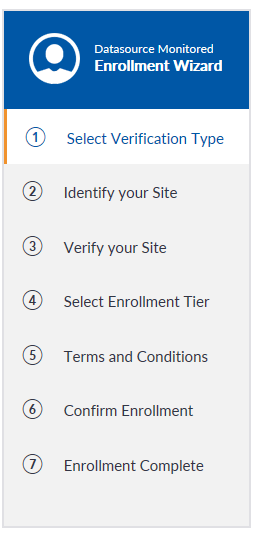 Datasource Monitored
Enrollment Wizard
1 Select Verification Type
2 Identify your Site
3 Verify your Site
4 Select Enrollment Tier
5 Terms and Conditions
6 Confirm Enrollment
7 Enrollment Complete